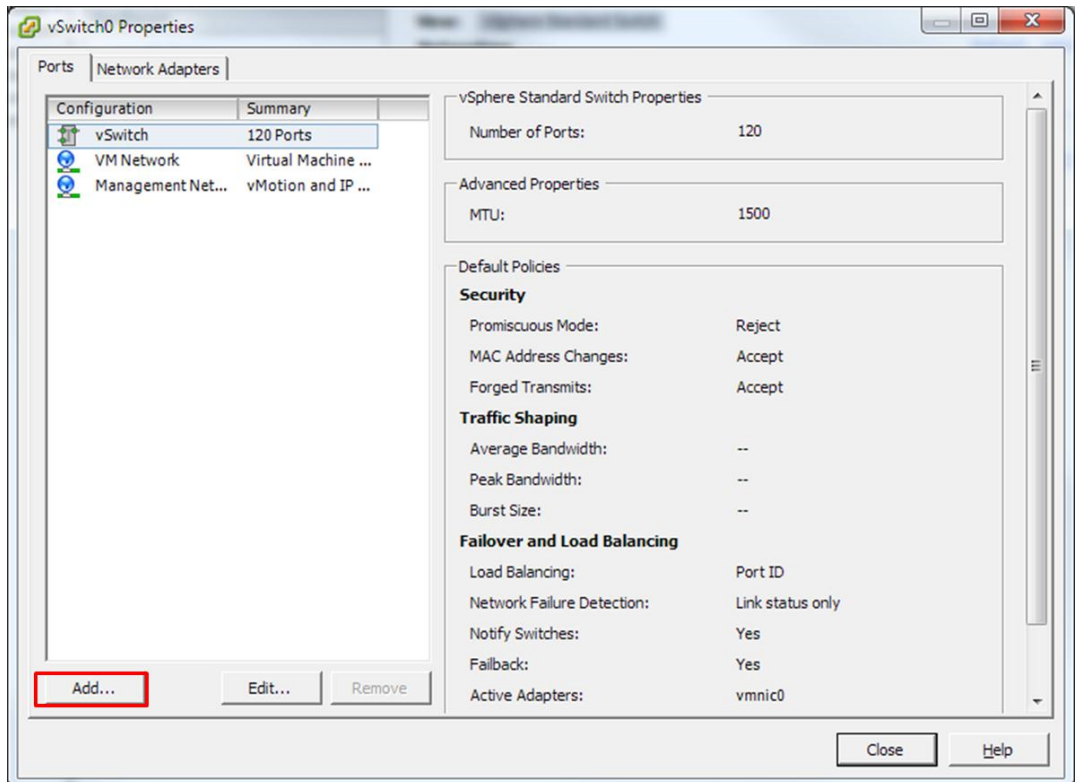 vSwitch0 Properties
Ports
Network Adapters
Configuration Summary
vSwitch 120 Ports
VM Network Virtual Machine ...
Management Net... vMotion and IP ...
Add...
Edit...
Remove
vSphere Standard Switch Properties
Number of Ports: 120
Advanced Properties
MTU: 1500
Default Policies
Security
Promiscuous Mode: Reject
MAC Address Changes: Accept
Forged Transmits: Accept
Traffic Shaping
Average Bandwidth: --
Peak Bandwidth: --
Burst Size: --
Failover and Load Balancing
Load Balancing: Port ID
Network Failure Detection: Link status only
Notify Switches: Yes
Failback: Yes
Active Adapters: vmnic0
Close
Help